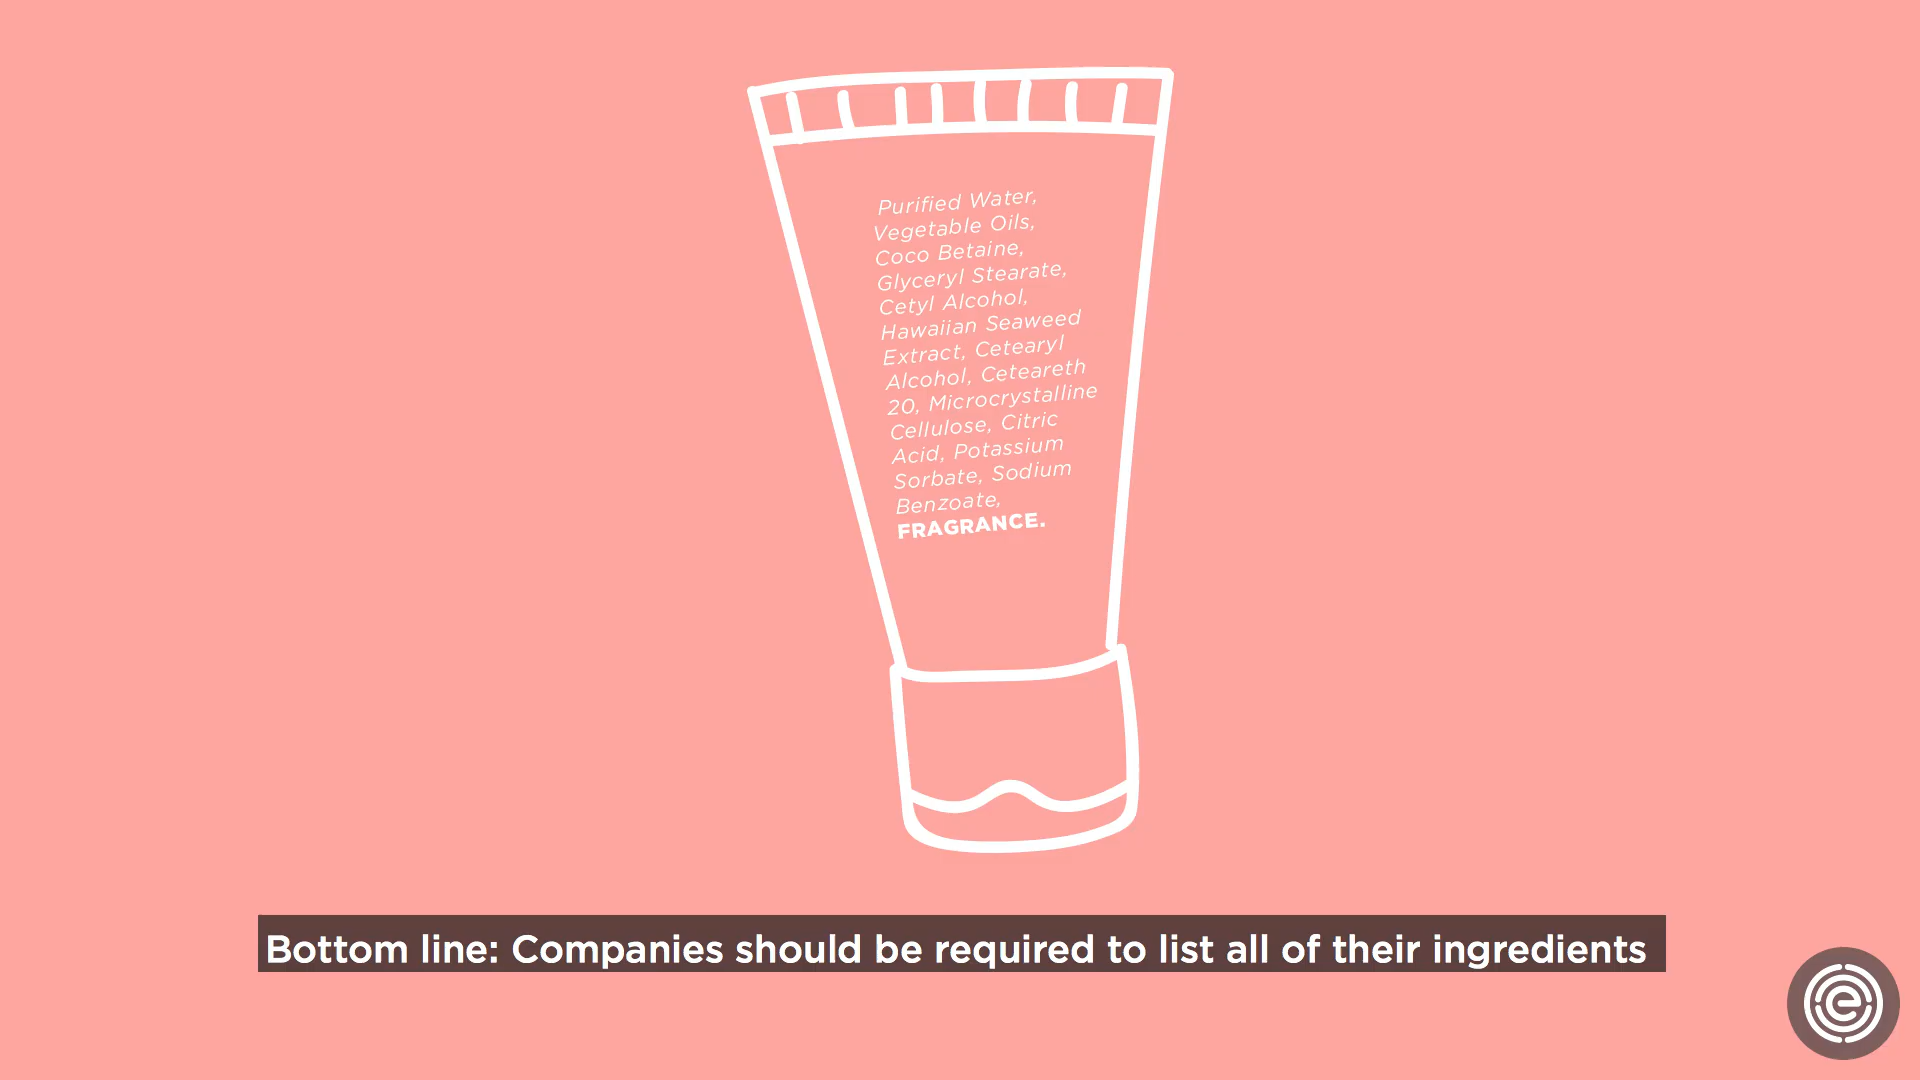 Purified Water,
Vegetable Oils,
Coco Betaine,
Glyceryl Stearate,
Cetyl Alcohol,
Hawaiian Seaweed
Extract, Cetearyl
Alcohol, Ceteareth
20, Microcrystalline
Cellulose, Citric
Acid, Potassium
Sorbate, Sodium
Benzoate,
FRAGRANCE.
Bottom line: Companies should be required to list all of their ingredients
e